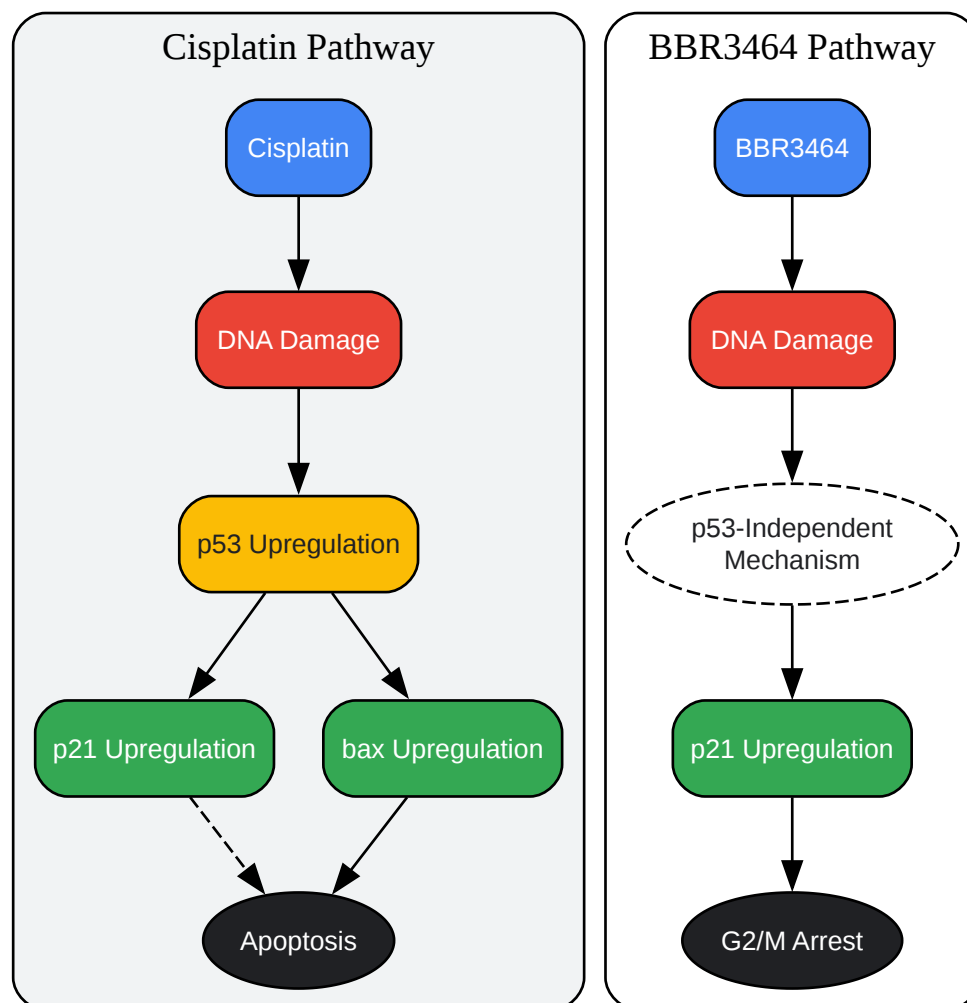 Cisplatin Pathway
Cisplatin
DNA Damage
p53 Upregulation
p21 Upregulation
bax Upregulation
Apoptosis
BBR3464 Pathway
BBR3464
DNA Damage
p53-Independent
Mechanism
p21 Upregulation
G2/M Arrest